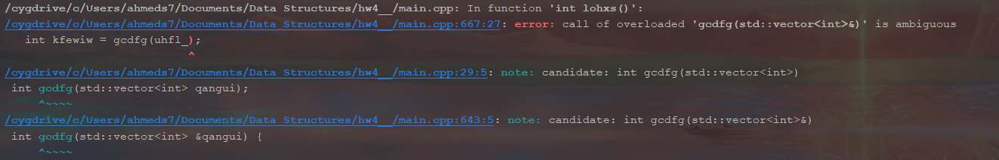 /cygdrive/c/Users/ahmeds7/Documents/Data Structures/hw4__/main.cpp: In function 'int lohxs()':
/cygdrive/c/Users/ahmeds7/Documents/Data Structures/hw4__/main.cpp:667:27: error: call of overloaded 'gcdfg(std::vector<int>&)' is ambiguous
int kfewiw = gcdfg(uhfl_);
^
/cygdrive/c/Users/ahmeds7/Documents/Data Structures/hw4__/main.cpp:29:5: note: candidate: int gcdfg(std::vector<int>)
int gcdfg(std::vector<int> qangui);
^~~~~
/cygdrive/c/Users/ahmeds7/Documents/Data Structures/hw4__/main.cpp:643:5: note: candidate: int gcdfg(std::vector<int>&)
int gcdfg(std::vector<int> &qangui) {
^~~~~